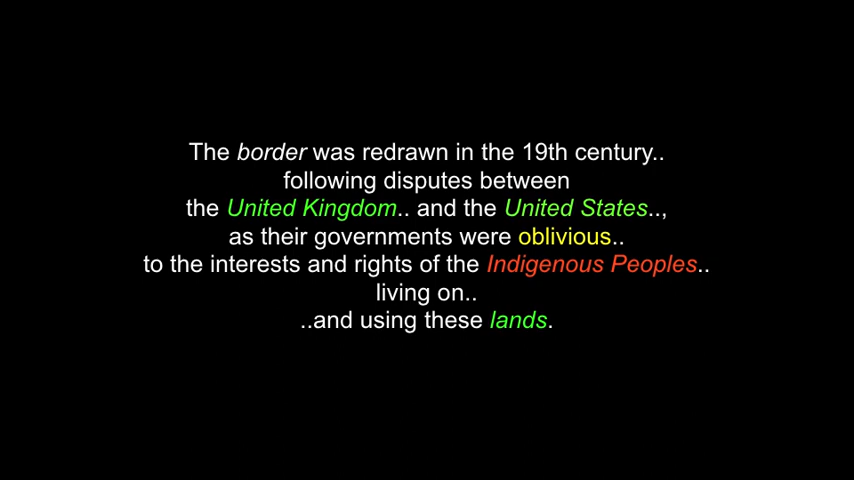 The border was redrawn in the 19th century..
following disputes between
the United Kingdom.. and the United States..,
as their governments were oblivious..
to the interests and rights of the Indigenous Peoples..
living on..
..and using these lands.